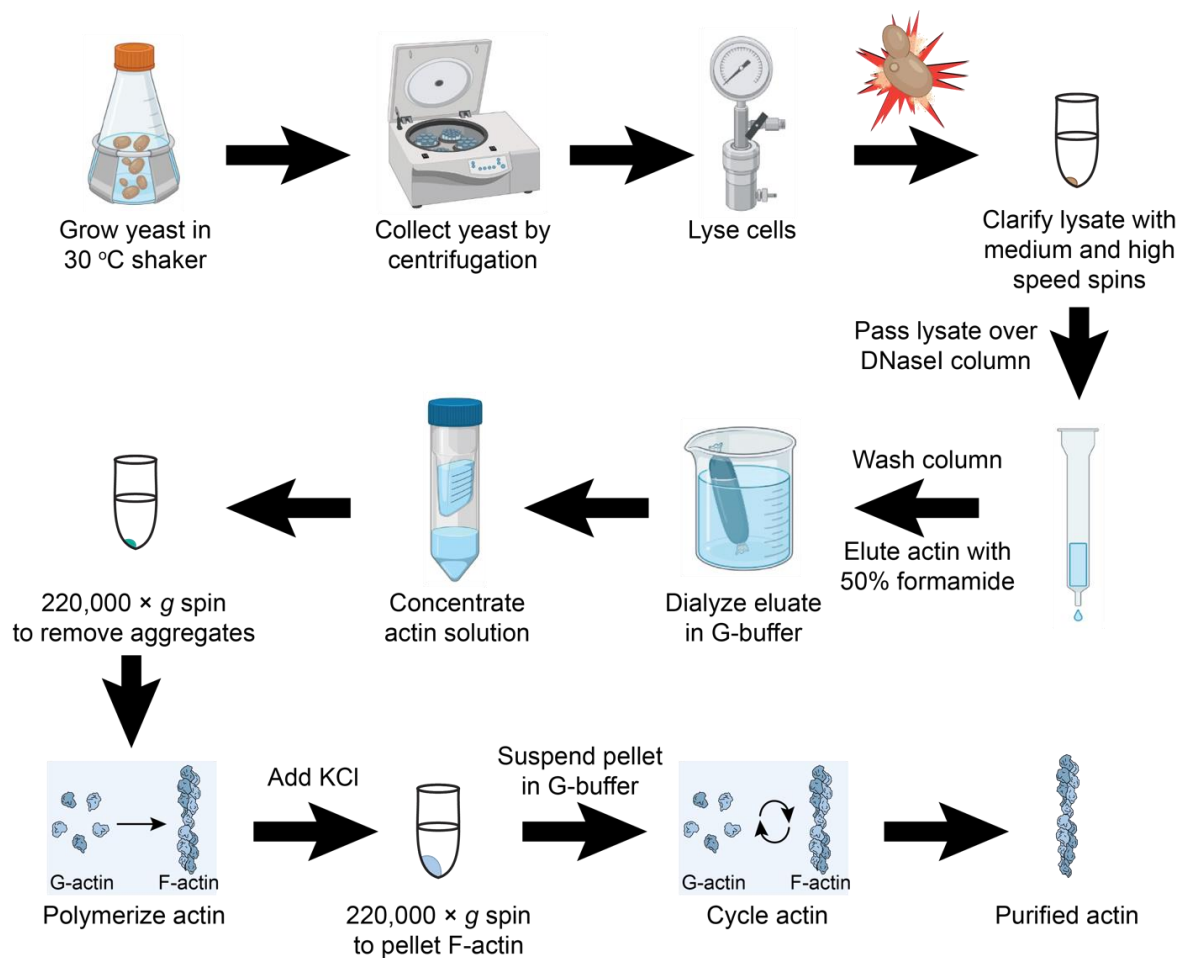 Grow yeast in
30 °C shaker
Collect yeast by
centrifugation
Lyse cells
Clarify lysate with
medium and high
speed spins
Pass lysate over
DNaseI column
Wash column
Elute actin with
50% formamide
Dialyze eluate
in G-buffer
Concentrate
actin solution
220,000 × g spin
to remove aggregates
G-actin
F-actin
Polymerize actin
Add KCl
220,000 × g spin
to pellet F-actin
Suspend pellet
in G-buffer
G-actin
F-actin
Cycle actin
Purified actin